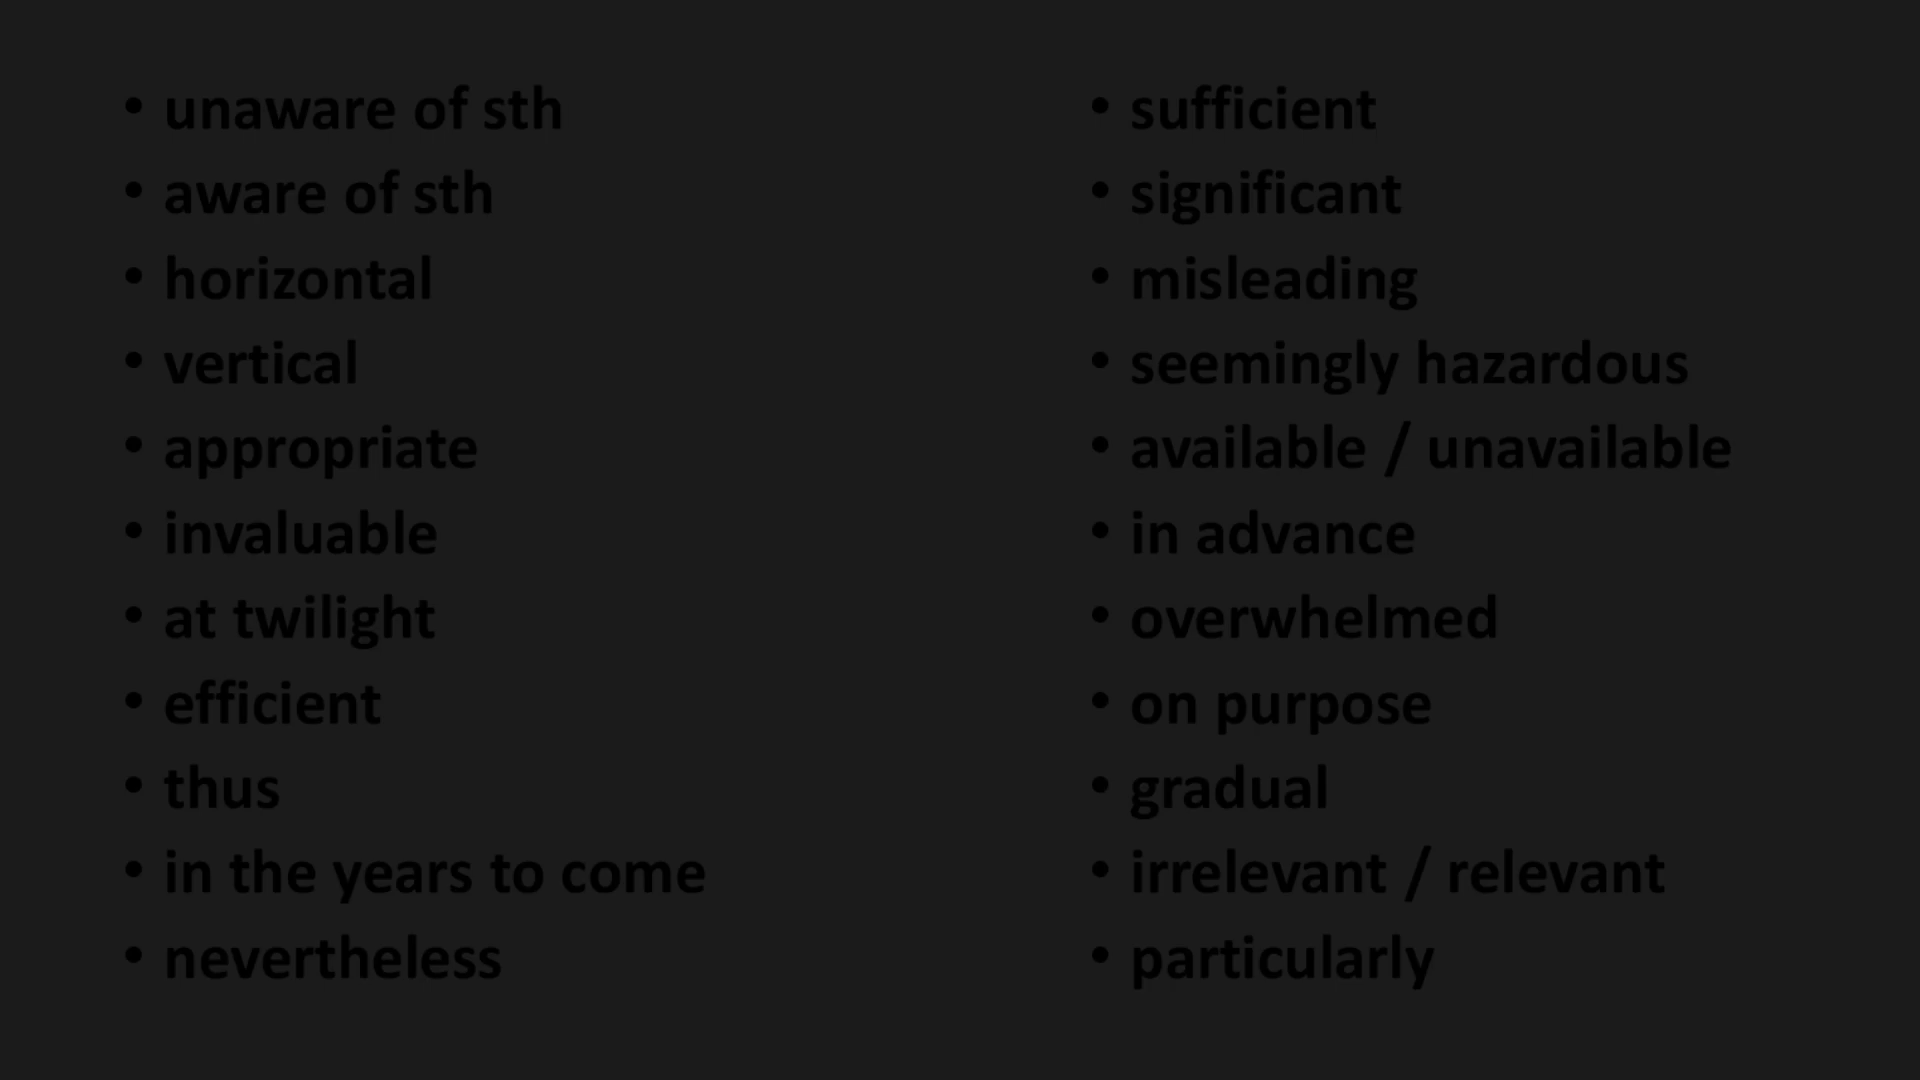 • unaware of sth
• aware of sth
• horizontal
• vertical
• appropriate
• invaluable
• at twilight
• efficient
• thus
• in the years to come
• nevertheless
• sufficient
• significant
• misleading
• seemingly hazardous
• available / unavailable
• in advance
• overwhelmed
• on purpose
• gradual
• irrelevant / relevant
• particularly